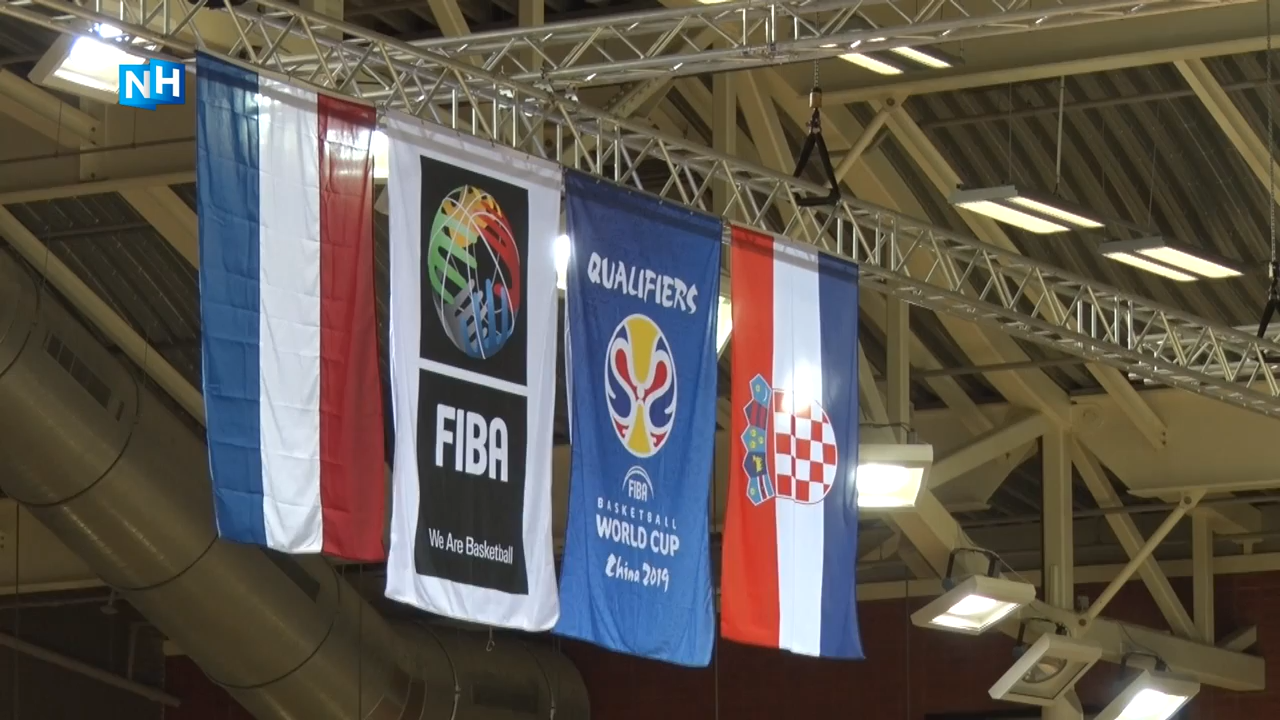 NH
FIBA
We Are Basketball
QUALIFIERS
FIBA
BASKETBALL
WORLD CUP
China 2019